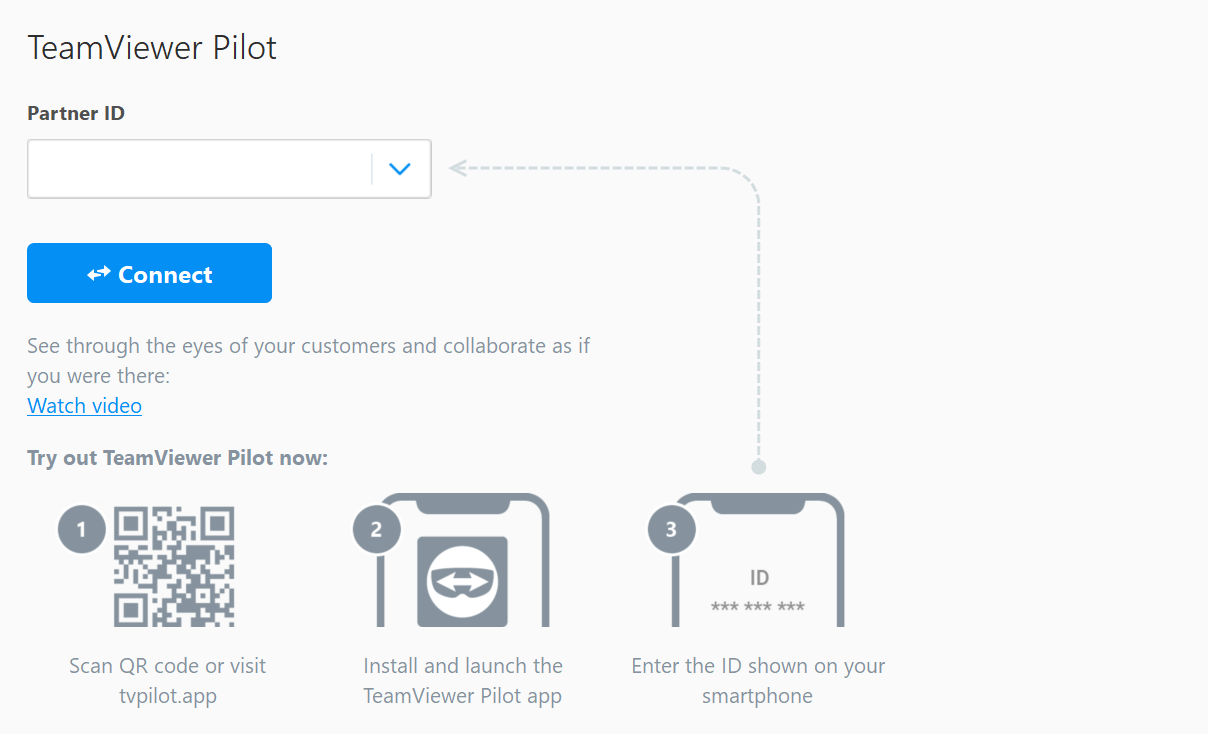 TeamViewer Pilot
Partner ID
Connect
See through the eyes of your customers and collaborate as if
you were there:
Watch video
Try out TeamViewer Pilot now:
1
2
3
ID
*** *** ***
Scan QR code or visit
tvpilot.app
Install and launch the
TeamViewer Pilot app
Enter the ID shown on your
smartphone